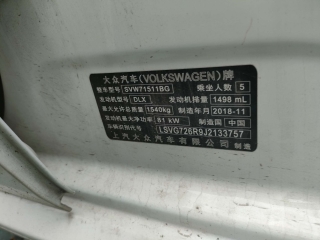 大众汽车(VOLKSWAGEN)牌
整车型号 SVW71511BG 乘坐人数 5
发动机型号 DLX 发动机排量 1498 mL
最大允许总质量 1540kg 制造年月 2018-11
发动机最大净功率 81 kW 制造国 中国
车辆识别代号 LSVG726R9J2133757
上汽大众汽车有限公司 制造